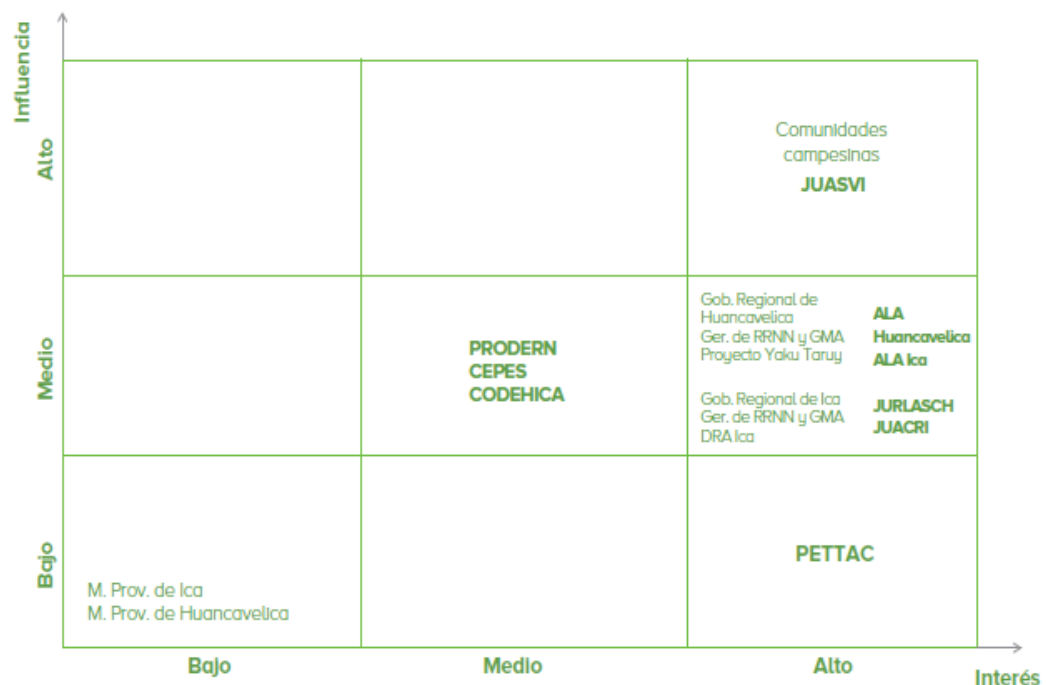 Influencia
Alto
Comunidades
campesinas
JUASVI
Medio
PRODERN
CEPES
CODEHICA
Gob. Regional de
Huancavelica
Ger. de RRNN y GMA
Proyecto Yaku Taruy
Gob. Regional de Ica
Ger. de RRNN y GMA
DRA Ica
ALA
Huancavelica
ALA Ica
JURLASCH
JUACRI
Bajo
M. Prov. de Ica
M. Prov. de Huancavelica
PETTAC
Bajo
Medio
Alto
Interés